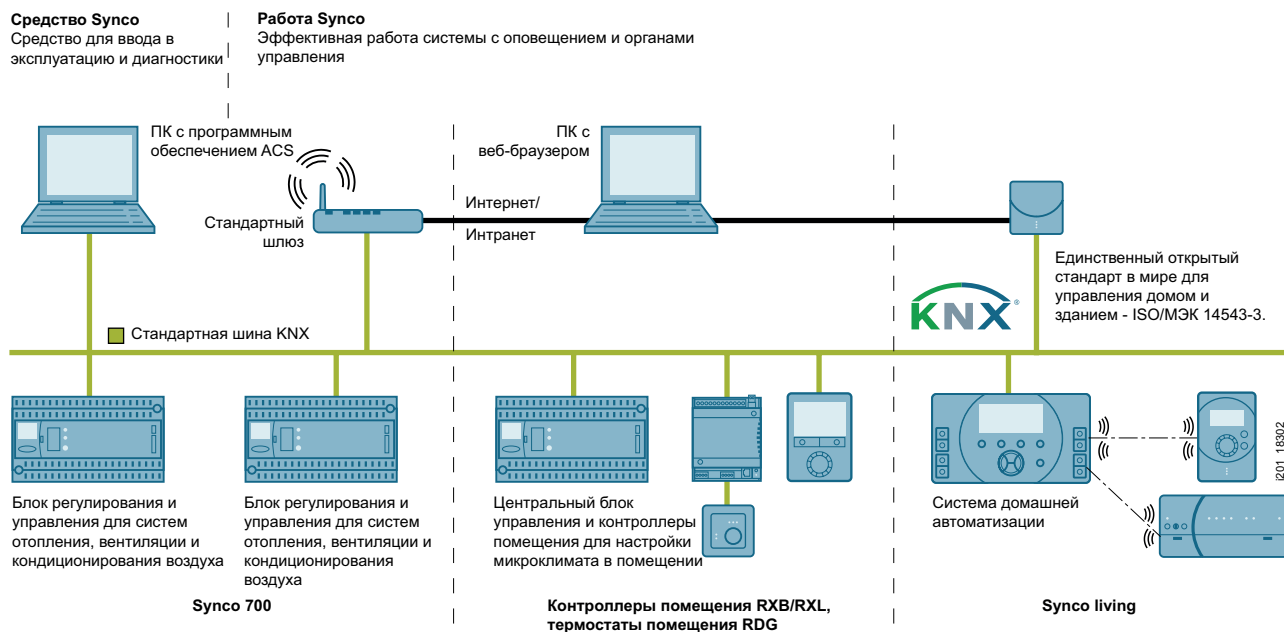 Средство Synco
Средство для ввода в
эксплуатацию и диагностики
Работа Synco
Эффективная работа системы с оповещением и органами
управления
ПК с программным
обеспечением ACS
Стандартный
шлюз
Интернет/
Интранет
ПК с
веб-браузером
KNX®
Единственный открытый
стандарт в мире для
управления домом и
зданием - ISO/МЭК 14543-3.
Стандартная шина KNX
Блок регулирования и
управления для систем
отопления, вентиляции и
кондиционирования воздуха
Блок регулирования и
управления для систем
отопления, вентиляции и
кондиционирования
воздуха
Центральный блок
управления и контроллеры
помещения для настройки
микроклимата в помещении
Система домашней
автоматизации
i201_18302
Synco 700
Контроллеры помещения RXB/RXL,
термостаты помещения RDG
Synco living